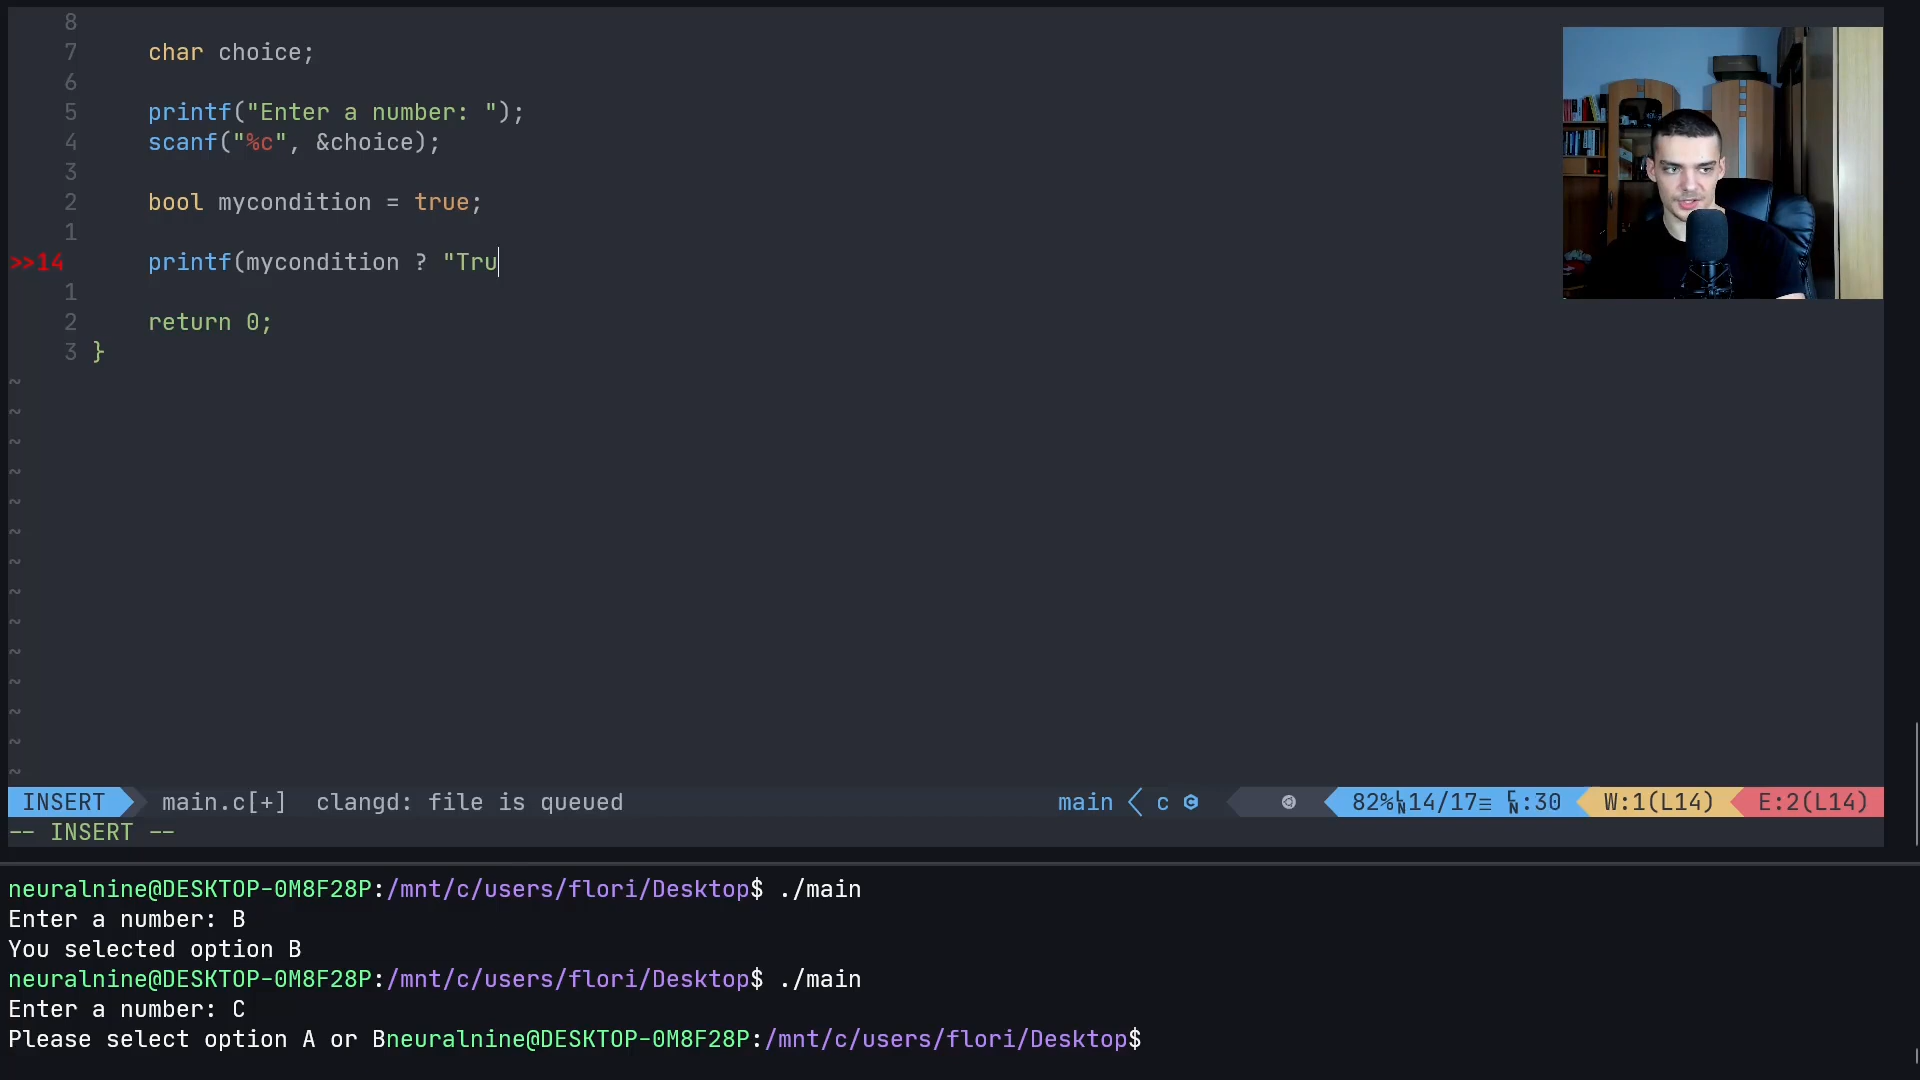 8
7 char choice;
6
5 printf("Enter a number: ");
4 scanf("%c", &choice);
3
2 bool mycondition = true;
1
>>14 printf(mycondition ? "Tru
1
2 return 0;
3 }
~
~
~
~
~
~
~
~
~
~
~
~
~
~
INSERT main.c[+] clangd: file is queued main c 82% LN 14/17≡ CN:30 W:1(L14) E:2(L14)
-- INSERT --
neuralnine@DESKTOP-0M8F28P:/mnt/c/users/flori/Desktop$ ./main
Enter a number: B
You selected option B
neuralnine@DESKTOP-0M8F28P:/mnt/c/users/flori/Desktop$ ./main
Enter a number: C
Please select option A or Bneuralnine@DESKTOP-0M8F28P:/mnt/c/users/flori/Desktop$